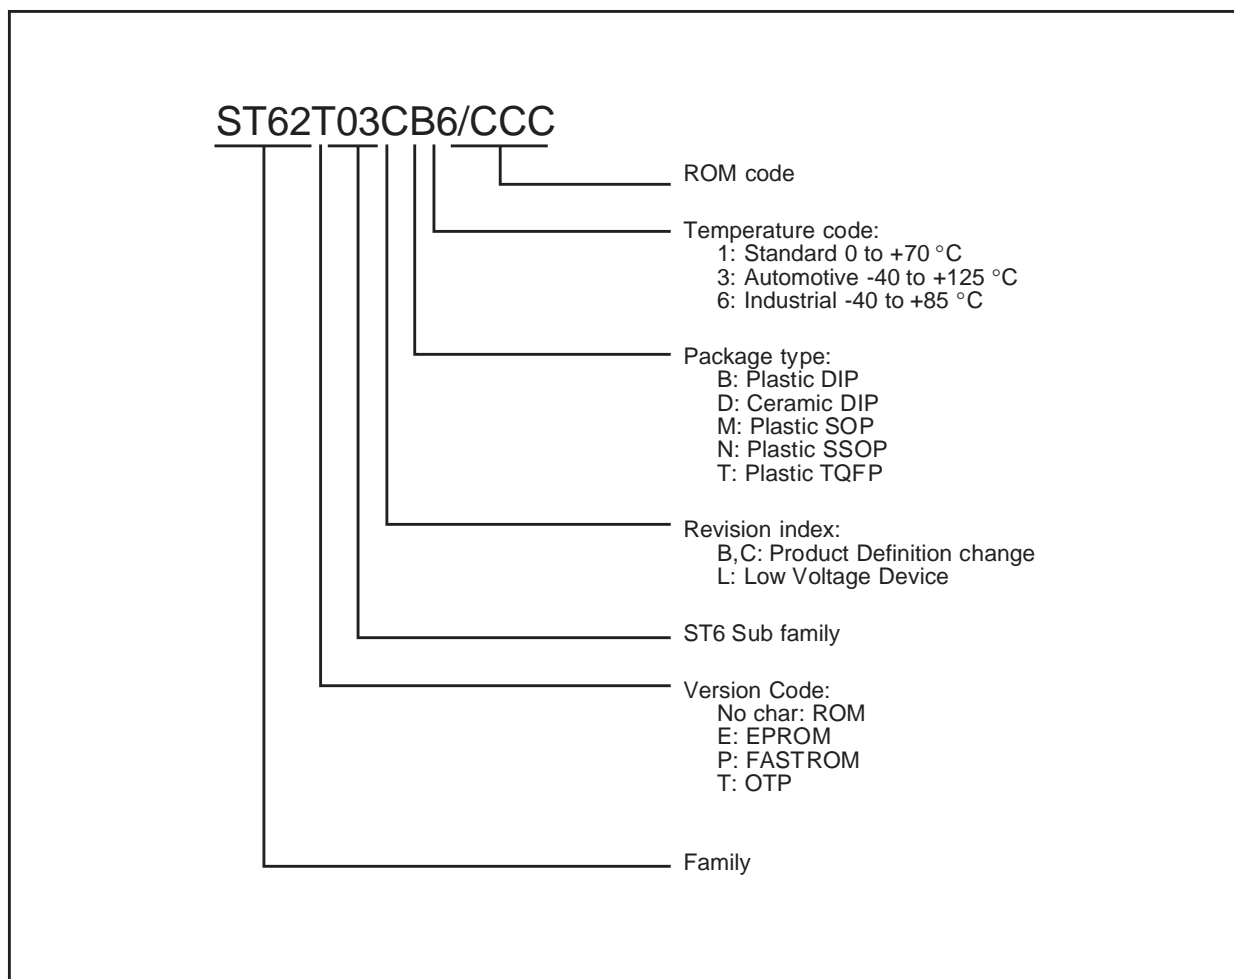 ST62T03CB6/CCC
ROM code
Temperature code:
1: Standard 0 to +70 °C
3: Automotive -40 to +125 °C
6: Industrial -40 to +85 °C
Package type:
B: Plastic DIP
D: Ceramic DIP
M: Plastic SOP
N: Plastic SSOP
T: Plastic TQFP
Revision index:
B,C: Product Definition change
L: Low Voltage Device
ST6 Sub family
Version Code:
No char: ROM
E: EPROM
P: FASTROM
T: OTP
Family